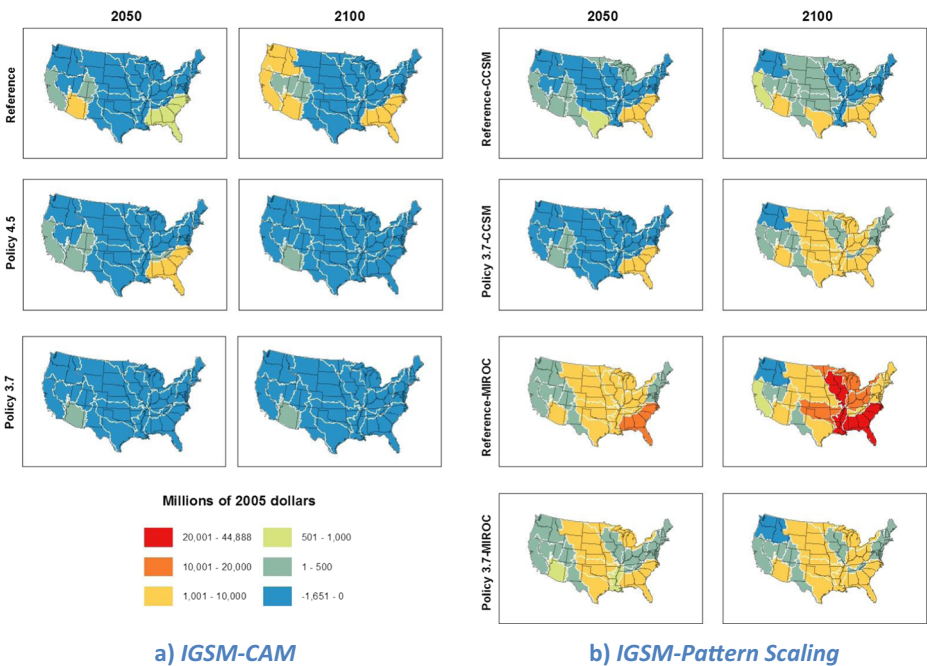 2050
2100
Reference
Policy 4.5
Policy 3.7
Millions of 2005 dollars
20,001 - 44,888
10,001 - 20,000
1,001 - 10,000
501 - 1,000
1 - 500
-1,651 - 0
a) IGSM-CAM
2050
2100
Reference-CCSM
Policy 3.7-CCSM
Reference-MIROC
Policy 3.7-MIROC
b) IGSM-Pattern Scaling